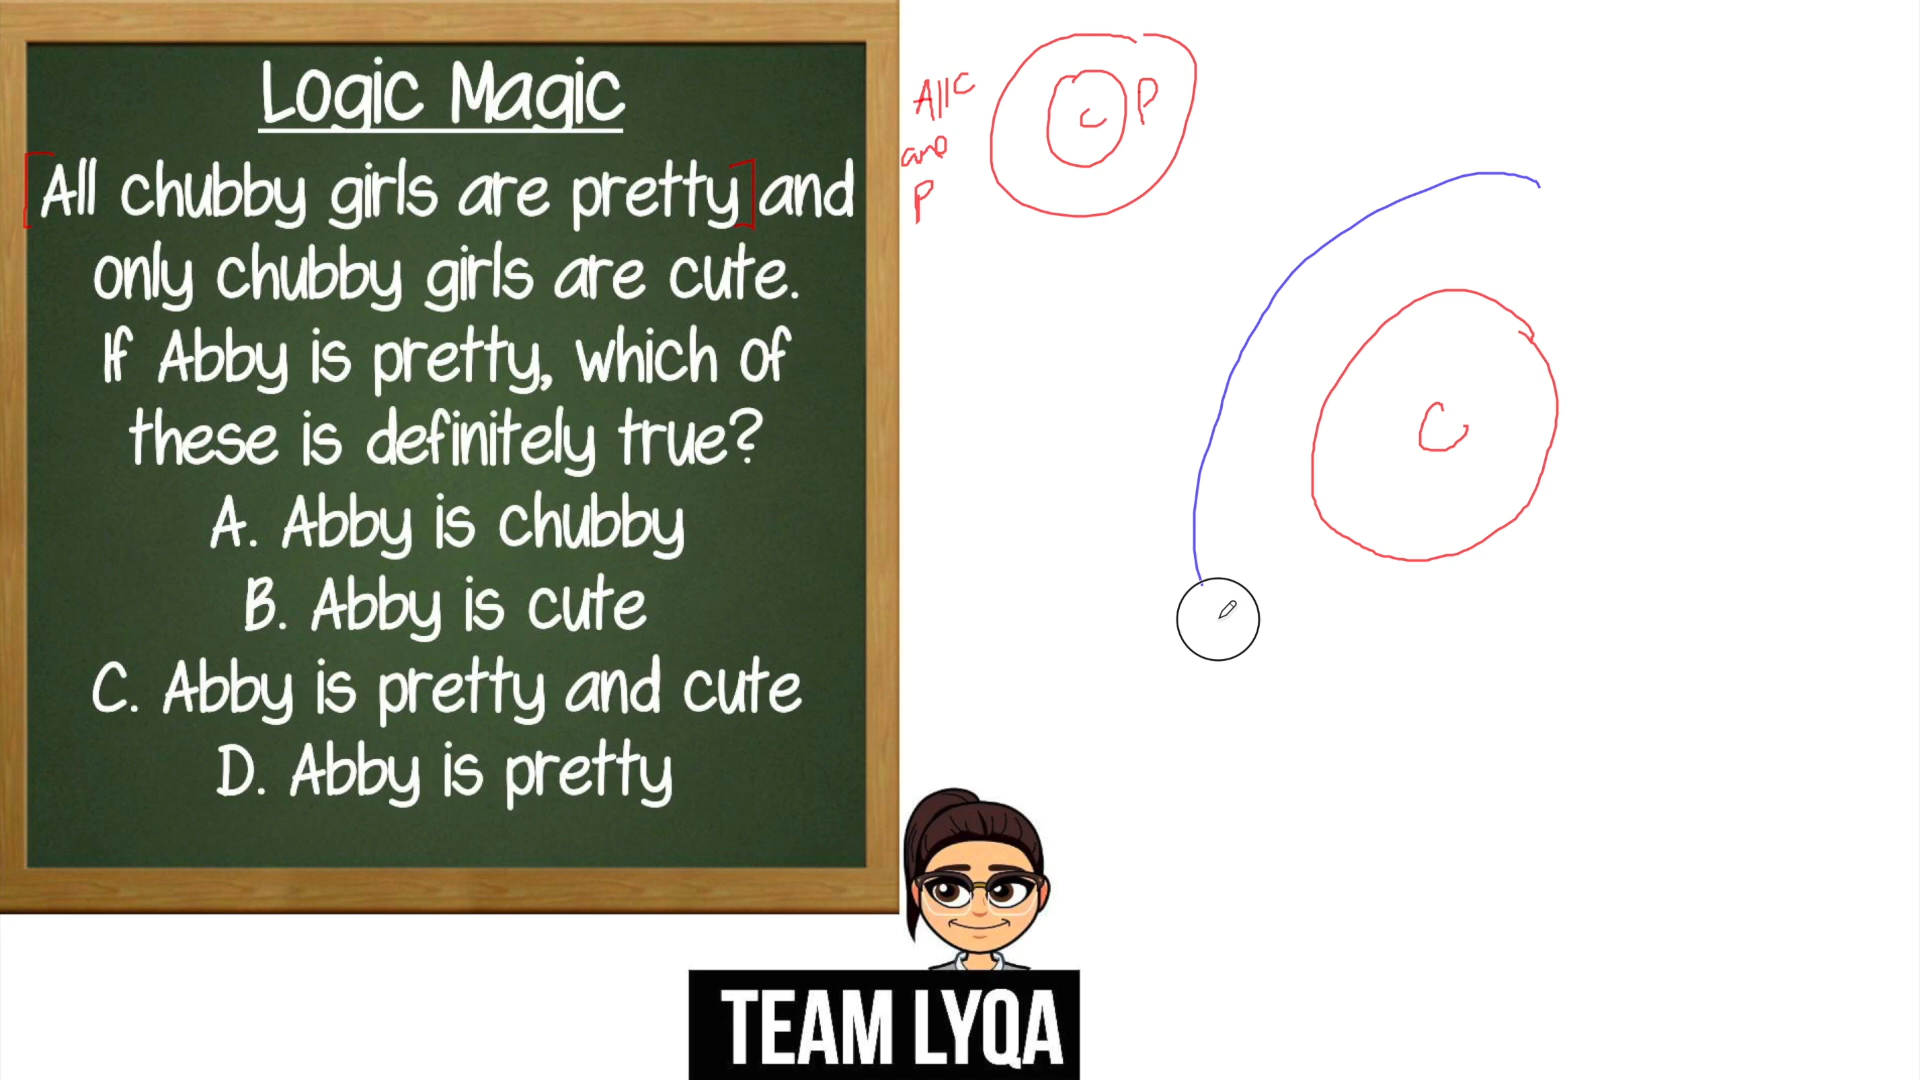 Logic Magic
All chubby girls are pretty and
only chubby girls are cute.
If Abby is pretty, which of
these is definitely true?
A. Abby is chubby
B. Abby is cute
C. Abby is pretty and cute
D. Abby is pretty
All C
and
P
C P
C
TEAM LYQA